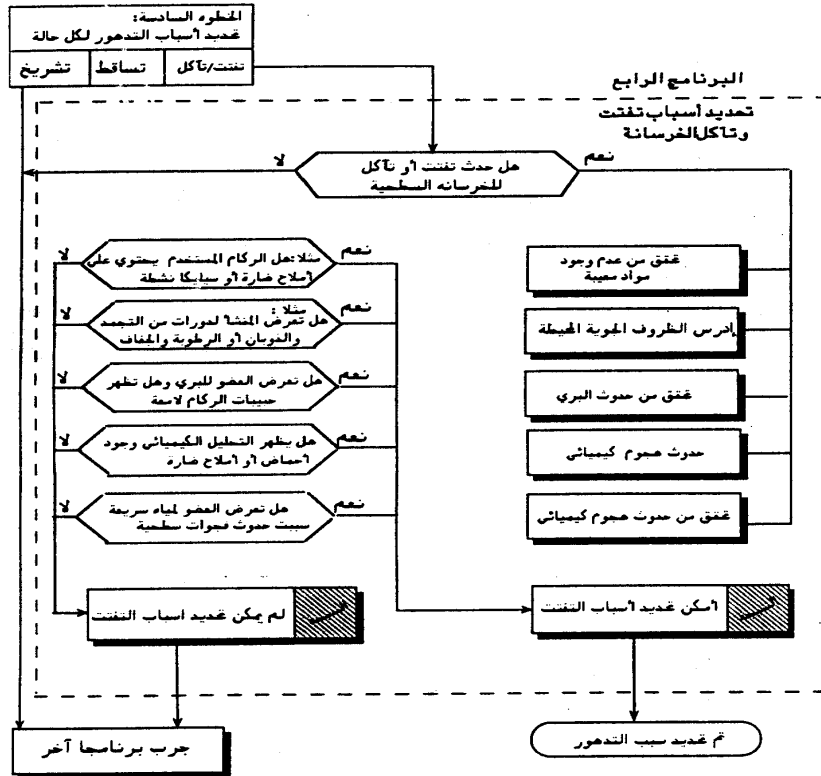 الخطوه السادسة:
تحديد أسباب التدهور لكل حالة
تفتت/تآكل
تساقط
تشريخ
البرنامج الرابع
تحديد أسباب تفتت
وتآكل الخرسانة
هل حدث تفتت أو تآكل
للخرسانه السطحية
نعم
لا
تحقق من عدم وجود
مواد معيبة
إدرس الظروف الجوية المحيطة
تحقق من حدوث البري
حدوث هجوم كيميائي
تحقق من حدوث هجوم كيميائي
نعم
مثلا: هل الركام المستخدم يحتوي على
أملاح ضارة أو سيليكا نشطة
لا
نعم
مثلا :
هل تعرض المنشأ لدورات من التجمد
والذوبان أو الرطوبة والجفاف
لا
نعم
هل تعرض العضو للبري وهل تظهر
حبيبات الركام لامعة
لا
نعم
هل يظهر التحليل الكيميائي وجود
أحماض أو أملاح ضارة
لا
نعم
هل تعرض العضو لمياه سريعة
سببت حدوث فجوات سطحية
لا
أمكن تحديد أسباب التفتت
لم يمكن تحديد اسباب التفتت
تم تحديد سبب التدهور
جرب برنامجا آخر